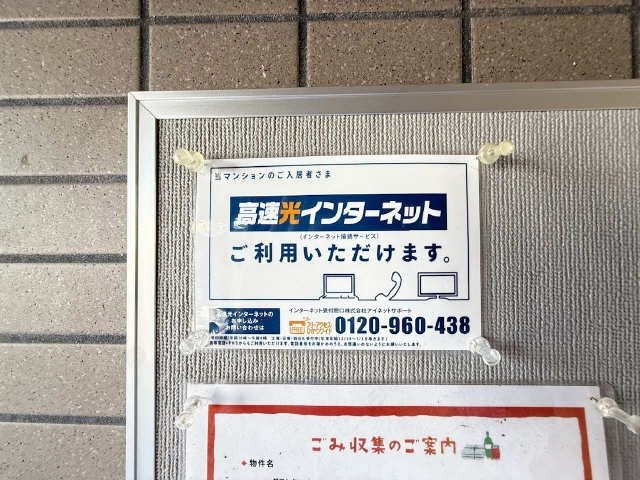 当マンションのご入居者さま
高速光インターネット
(インターネット接続サービス)
ご利用いただけます。
高速光インターネットの
お申し込み
お問い合わせは
インターネット受付窓口株式会社アイネットサポート
0120-960-438
ごみ収集のご案内
物件名